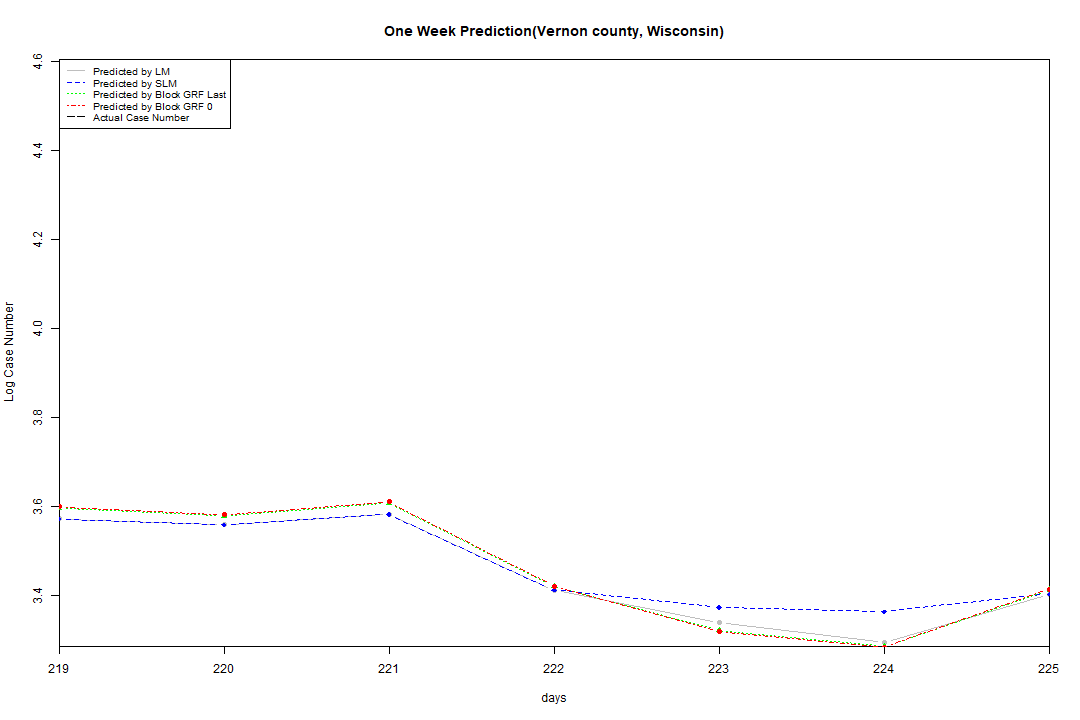 One Week Prediction(Vernon county, Wisconsin)
Predicted by LM
Predicted by SLM
Predicted by Block GRF Last
Predicted by Block GRF 0
Actual Case Number
4.6
4.4
4.2
4.0
3.8
3.6
3.4
Log Case Number
219 220 221 222 223 224 225
days